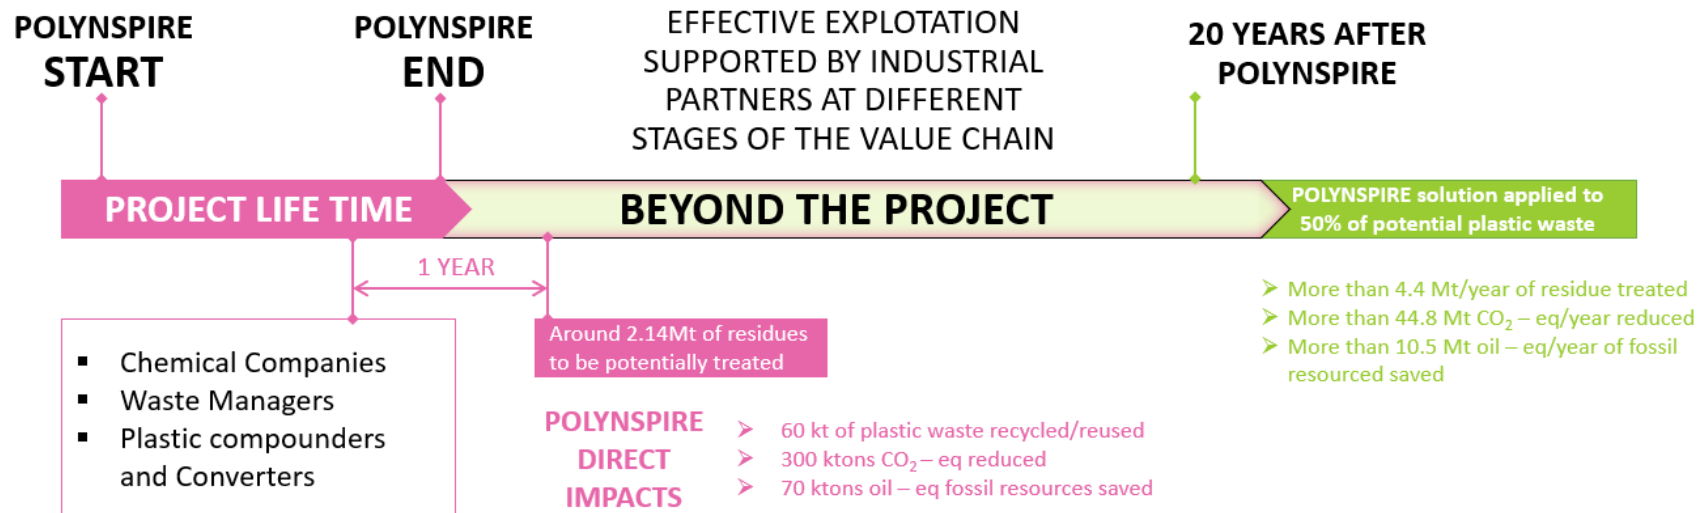 POLYNSPIRE
START
POLYNSPIRE
END
EFFECTIVE EXPLOTATION
SUPPORTED BY INDUSTRIAL
PARTNERS AT DIFFERENT
STAGES OF THE VALUE CHAIN
20 YEARS AFTER
POLYNSPIRE
PROJECT LIFE TIME
BEYOND THE PROJECT
POLYNSPIRE solution applied to
50% of potential plastic waste
1 YEAR
▪ Chemical Companies
▪ Waste Managers
▪ Plastic compounders
and Converters
Around 2.14Mt of residues
to be potentially treated
POLYNSPIRE
DIRECT
IMPACTS
➢ 60 kt of plastic waste recycled/reused
➢ 300 ktons CO₂ – eq reduced
➢ 70 ktons oil – eq fossil resources saved
➢ More than 4.4 Mt/year of residue treated
➢ More than 44.8 Mt CO₂ – eq/year reduced
➢ More than 10.5 Mt oil – eq/year of fossil
resourced saved